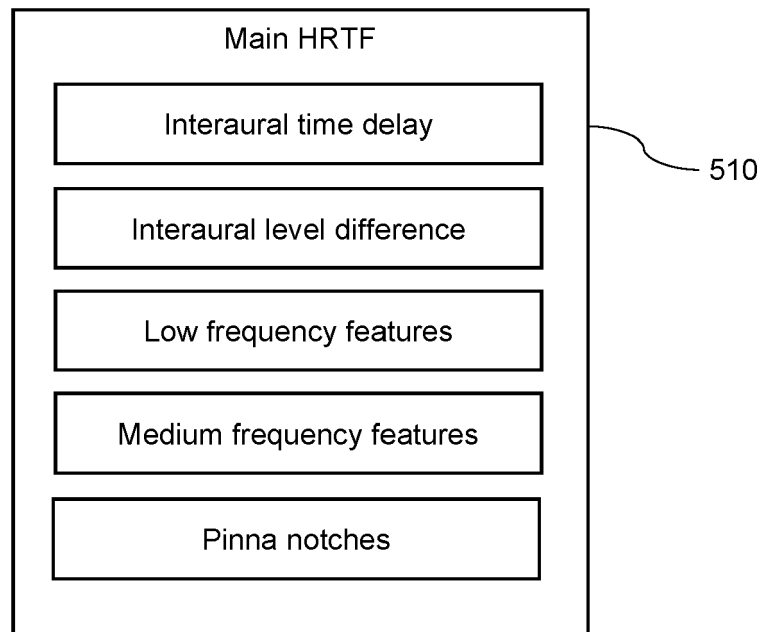 Main HRTF
Interaural time delay
510
Interaural level difference
Low frequency features
Medium frequency features
Pinna notches